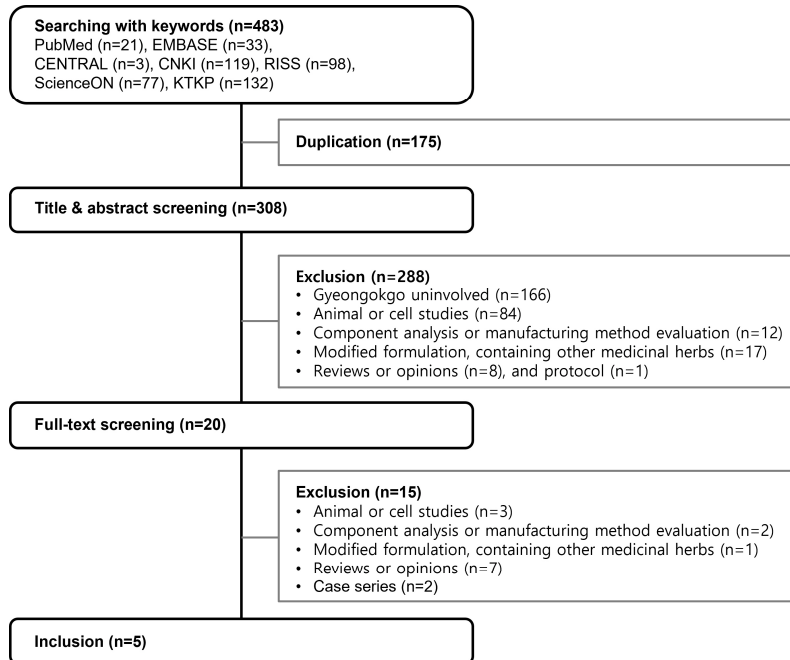 Searching with keywords (n=483)
PubMed (n=21), EMBASE (n=33),
CENTRAL (n=3), CNKI (n=119), RISS (n=98),
ScienceON (n=77), KTKP (n=132)
Duplication (n=175)
Title & abstract screening (n=308)
Exclusion (n=288)
• Gyeongokgo uninvolved (n=166)
• Animal or cell studies (n=84)
• Component analysis or manufacturing method evaluation (n=12)
• Modified formulation, containing other medicinal herbs (n=17)
• Reviews or opinions (n=8), and protocol (n=1)
Full-text screening (n=20)
Exclusion (n=15)
• Animal or cell studies (n=3)
• Component analysis or manufacturing method evaluation (n=2)
• Modified formulation, containing other medicinal herbs (n=1)
• Reviews or opinions (n=7)
• Case series (n=2)
Inclusion (n=5)